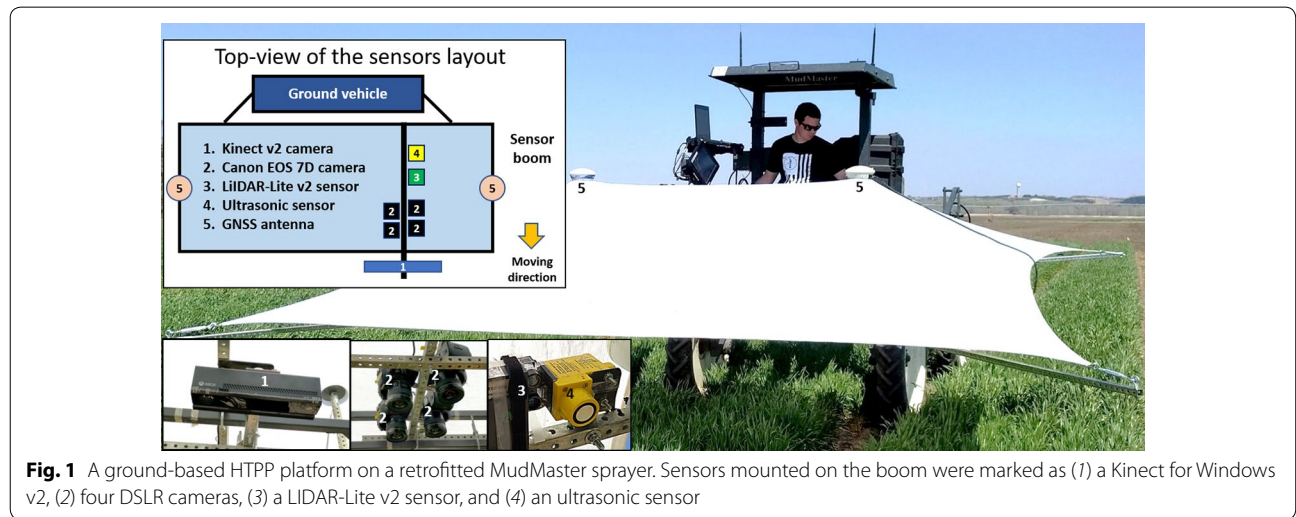 Top-view of the sensors layout
Ground vehicle
1. Kinect v2 camera
2. Canon EOS 7D camera
3. LilDAR-Lite v2 sensor
4. Ultrasonic sensor
5. GNSS antenna
Sensor
boom
4
3
5
5
2
2
2
2
1
Moving
direction
MudMaster
5
5
1
2
2
2
2
3
4
Fig. 1 A ground-based HTPP platform on a retrofitted MudMaster sprayer. Sensors mounted on the boom were marked as (1) a Kinect for Windows
v2, (2) four DSLR cameras, (3) a LIDAR-Lite v2 sensor, and (4) an ultrasonic sensor